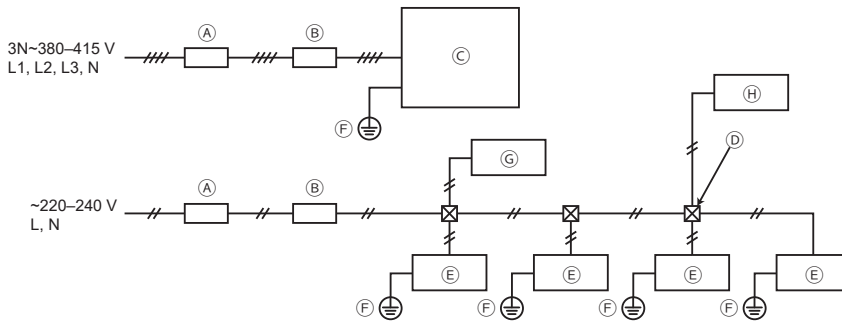 Ⓐ Ⓑ
3N~380–415 V
L1, L2, L3, N
Ⓒ
Ⓗ
Ⓕ
Ⓓ
Ⓖ
Ⓐ Ⓑ
~220–240 V
L, N
Ⓔ Ⓔ Ⓔ Ⓔ
Ⓕ Ⓕ Ⓕ Ⓕ